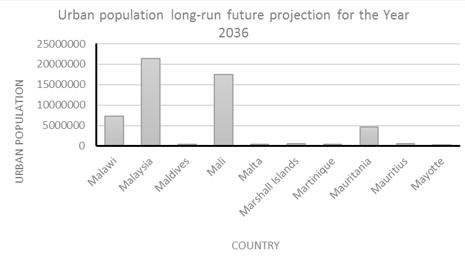 Urban population long-run future projection for the Year
2036
25000000
20000000
15000000
10000000
5000000
0
URBAN POPULATION
Malawi
Malaysia
Maldives
Mali
Malta
Marshall Islands
Martinique
Mauritania
Mauritius
Mayotte
COUNTRY